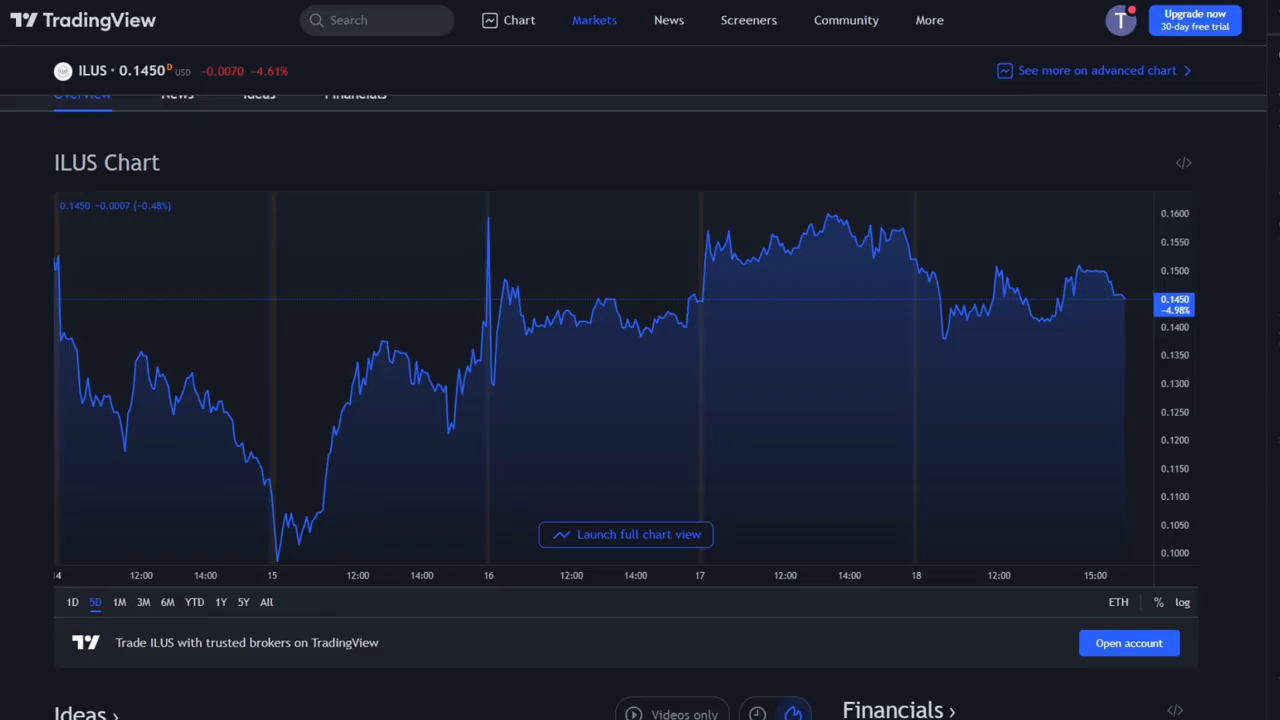 TradingView
Search
Chart
Markets
News
Screeners
Community
More
T
Upgrade now
30-day free trial
ILUS • 0.1450 D USD -0.0070 -4.61%
See more on advanced chart
Overview News Ideas Financials
ILUS Chart
0.1450 -0.0007 (-0.48%)
0.1600
0.1550
0.1500
0.1450
-4.98%
0.1400
0.1350
0.1300
0.1250
0.1200
0.1150
0.1100
0.1050
0.1000
Launch full chart view
14 12:00 14:00 15 12:00 14:00 16 12:00 14:00 17 12:00 14:00 18 12:00 15:00
1D 5D 1M 3M 6M YTD 1Y 5Y All
ETH % log
Trade ILUS with trusted brokers on TradingView
Open account
Ideas ›
Videos only
Financials ›